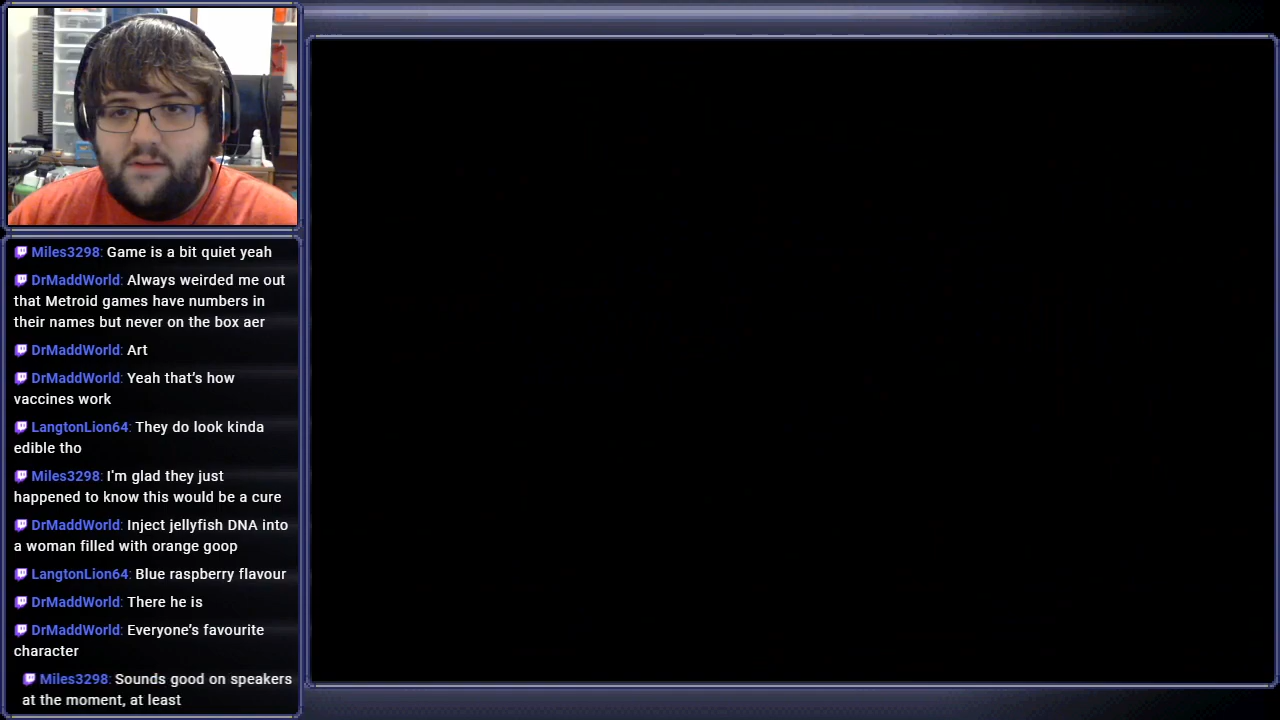 Miles3298: Game is a bit quiet yeah
DrMaddWorld: Always weirded me out
that Metroid games have numbers in
their names but never on the box aer
DrMaddWorld: Art
DrMaddWorld: Yeah that’s how
vaccines work
LangtonLion64: They do look kinda
edible tho
Miles3298: I'm glad they just
happened to know this would be a cure
DrMaddWorld: Inject jellyfish DNA into
a woman filled with orange goop
LangtonLion64: Blue raspberry flavour
DrMaddWorld: There he is
DrMaddWorld: Everyone’s favourite
character
Miles3298: Sounds good on speakers
at the moment, at least